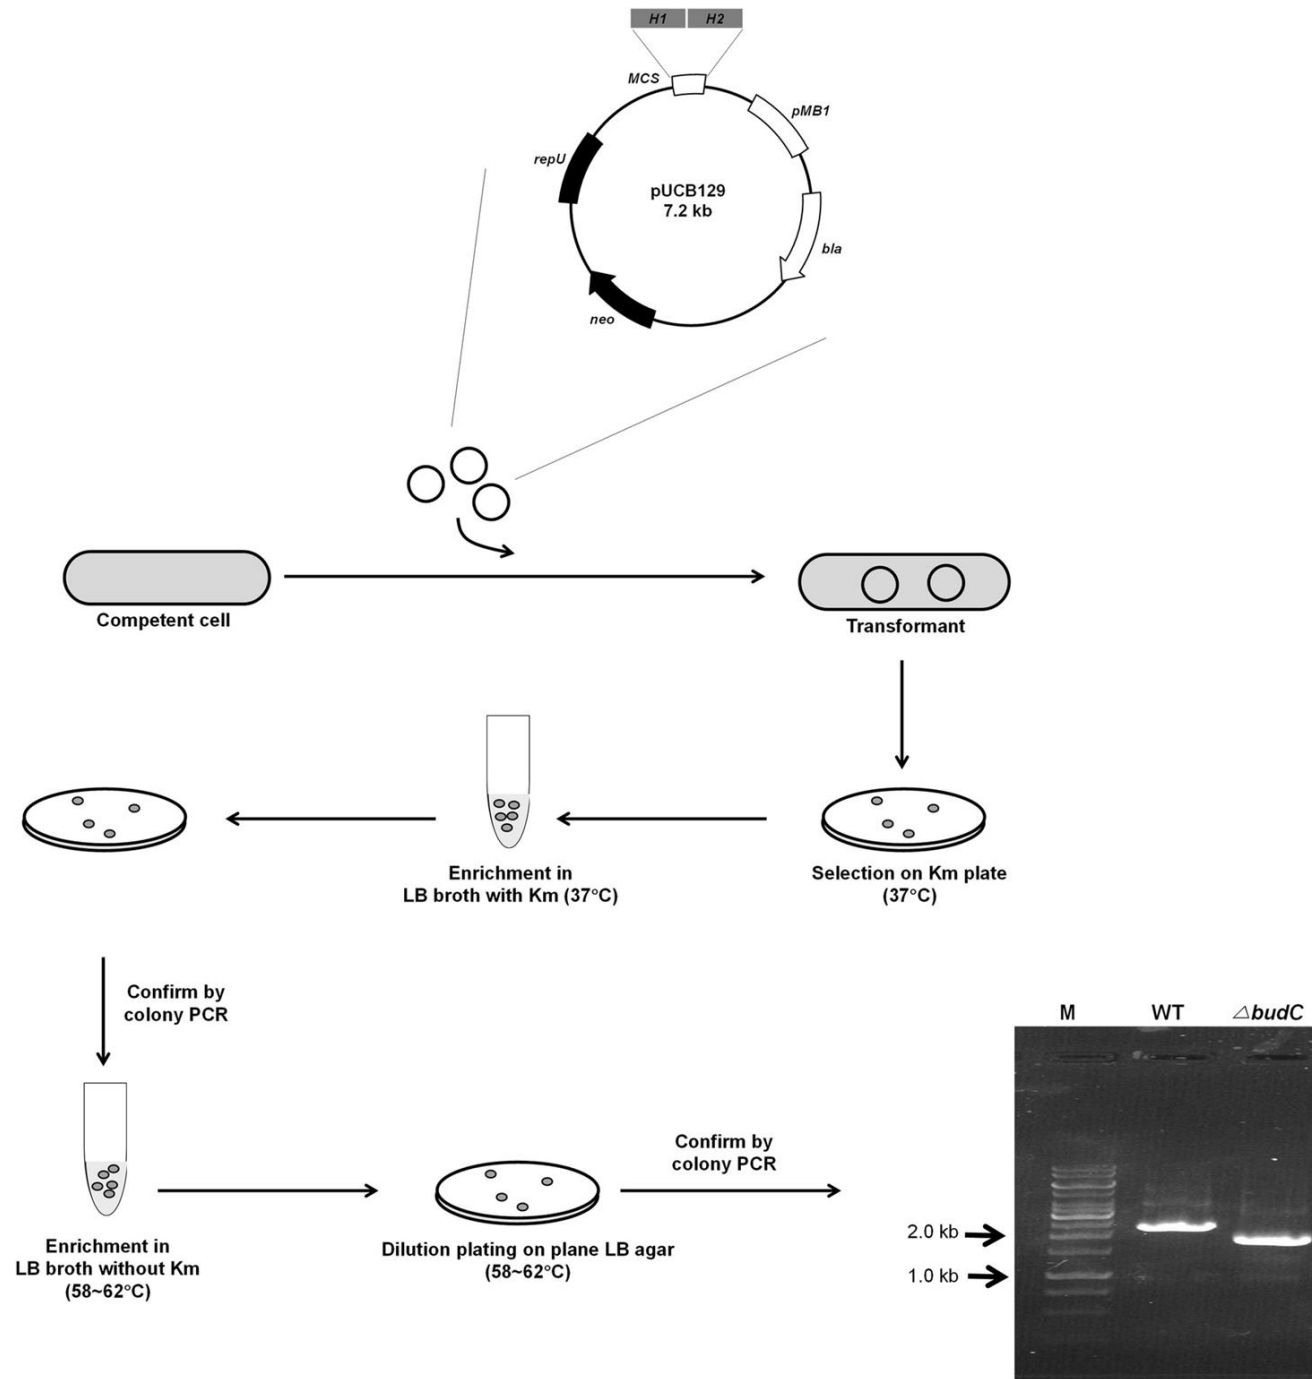 H1 H2
MCS
pMB1
repU
pUCB129
7.2 kb
bla
neo
Competent cell
Transformant
Enrichment in
LB broth with Km (37°C)
Selection on Km plate
(37°C)
Confirm by
colony PCR
Enrichment in
LB broth without Km
(58~62°C)
Dilution plating on plane LB agar
(58~62°C)
Confirm by
colony PCR
M WT △budC
2.0 kb
1.0 kb